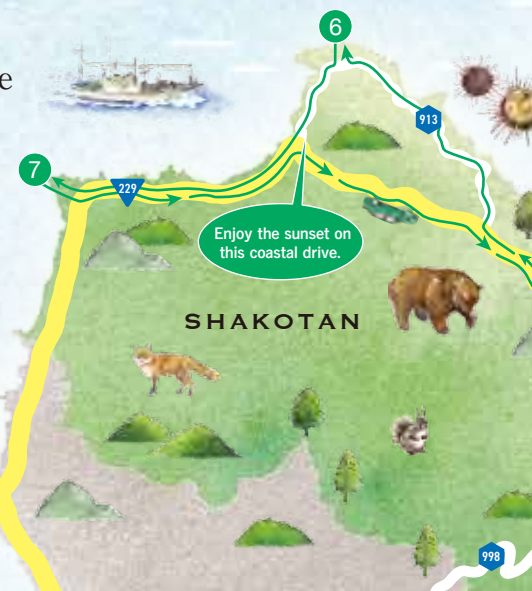 e
6
913
7
229
Enjoy the sunset on
this coastal drive.
SHAKOTAN
998